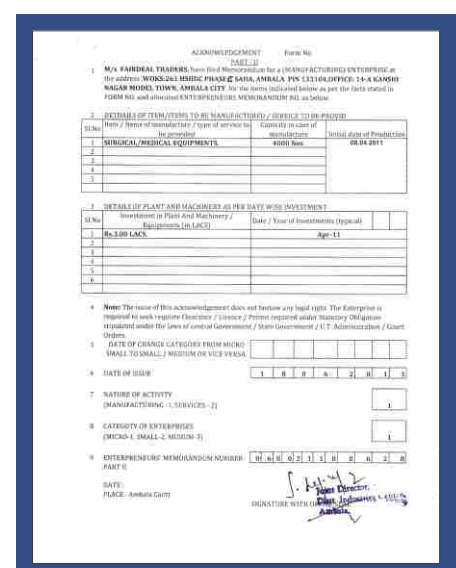 ACKNOWLEDGEMENT Form No
PART - II
1 M/s FAIRDEAL TRADERS, have filed Memorandum for a (MANUFACTURING) ENTERPRISE at
the address WOKS:261 HSIIDC PHASE SAHA, AMBALA PIN 133104,OFFICE: 14-A KANSHI
NAGAR MODEL TOWN, AMBALA CITY for the items indicated below as per the facts stated in
FORM NO. and allocated ENTERPRENEURS MEMORANDUM NO. as below
2 DETAILS OF ITEM/ITEMS TO BE MANUFACTURED / SERVICE TO BE PROVID
Sl.No Item / Items of manufacture / type of service to be provided Capacity in case of manufacture Initial date of Production
1 SURGICAL/MEDICAL EQUIPMENTS. 4000 Nos. 08.04.2011
2
3
4
5
3 DETAILS OF PLANT AND MACHINERY AS PER DATE WISE INVESTMENT
Sl.No Investment in Plant And Machinery / Equipments (in LACS) Date / Year of Investments (typical)
1 Rs.3.00 LACS. Apr-11
2
3
4
5
6
4 Note: The issue of this acknowledgement does not bestow any legal right. The Enterprise is
required to seek requisite Clearance / Licence / Permit required under Statutory Obligation
stipulated under the laws of central Government / State Government / U.T. Administration / Court
Orders.
5 DATE OF CHANGE CATEGORY FROM MICRO
SMALL TO SMALL / MEDIUM OR VICE VERSA
6 DATE OF ISSUE 1 8 0 6 2 0 1 3
7 NATURE OF ACTIVITY
(MANUFACTURING -1, SERVICES - 2) 1
8 CATEGOTY OF ENTERPRISES
(MICRO-1, SMALL-2, MEDIUM-3) 1
9 ENTERPRENEURS' MEMORANDUM NUMBER 0 6 0 0 2 1 1
PART II
DATE :
PLACE : Ambala Cantt
SIGNATURE WITH
Joint Director,
Distt. Industries
Ambala.